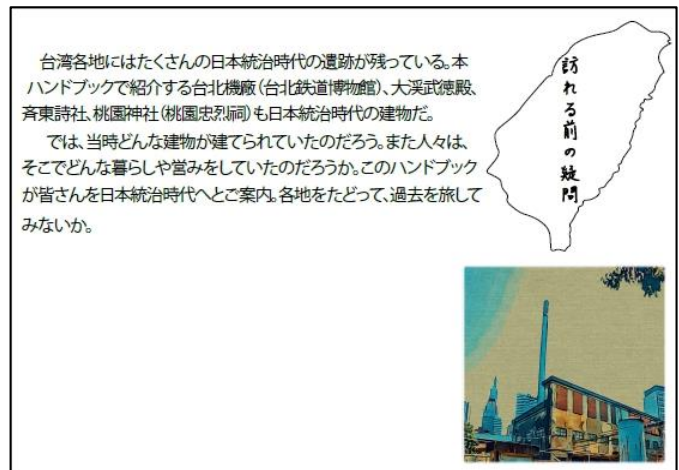 台湾各地にはたくさんの日本統治時代の遺跡が残っている。本
ハンドブックで紹介する台北機廠（台北鉄道博物館）、大渓武徳殿、
斉東詩社、桃園神社（桃園忠烈祠）も日本統治時代の建物だ。
では、当時どんな建物が建てられていたのだろう。また人々は、
そこでどんな暮らしや営みをしていたのだろうか。このハンドブック
が皆さんを日本統治時代へとご案内。各地をたどって、過去を旅して
みないか。
訪れる前の疑問